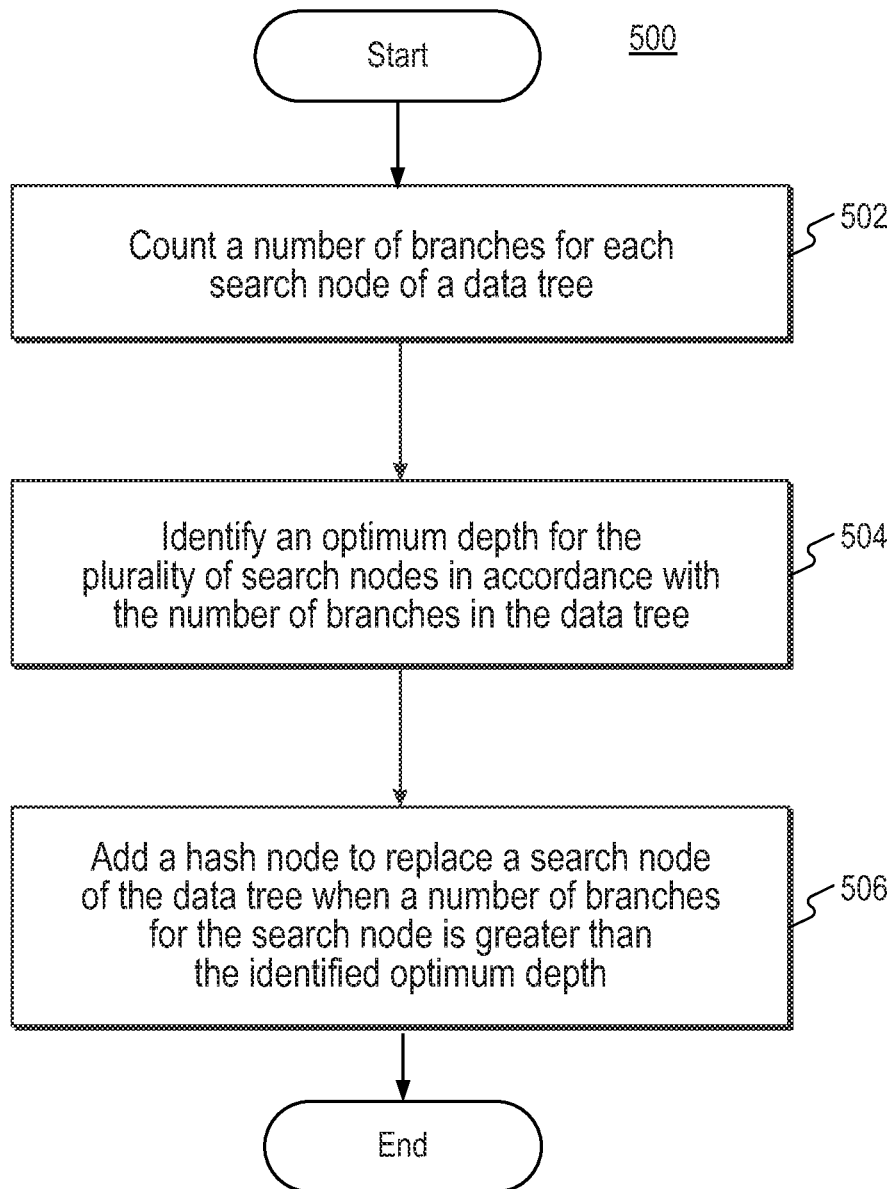 Start
500
Count a number of branches for each
search node of a data tree
502
Identify an optimum depth for the
plurality of search nodes in accordance with
the number of branches in the data tree
504
Add a hash node to replace a search node
of the data tree when a number of branches
for the search node is greater than
the identified optimum depth
506
End